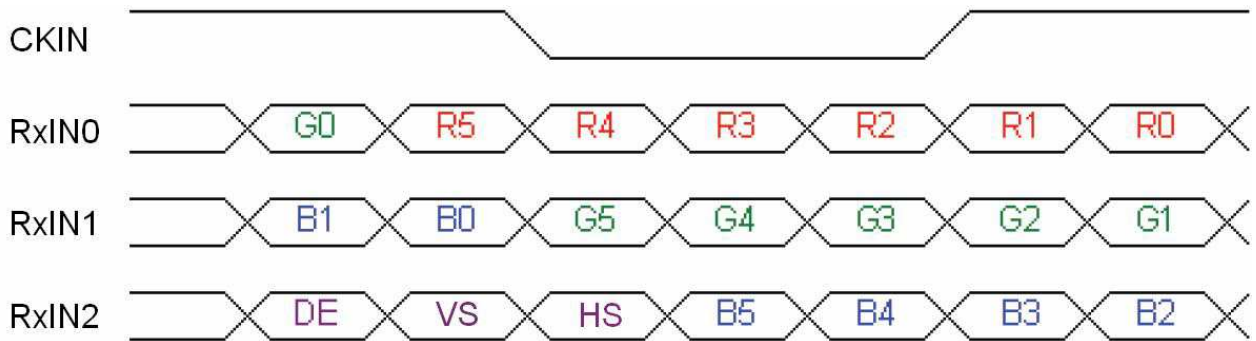 CKIN
RxIN0 G0 R5 R4 R3 R2 R1 R0
RxIN1 B1 B0 G5 G4 G3 G2 G1
RxIN2 DE VS HS B5 B4 B3 B2